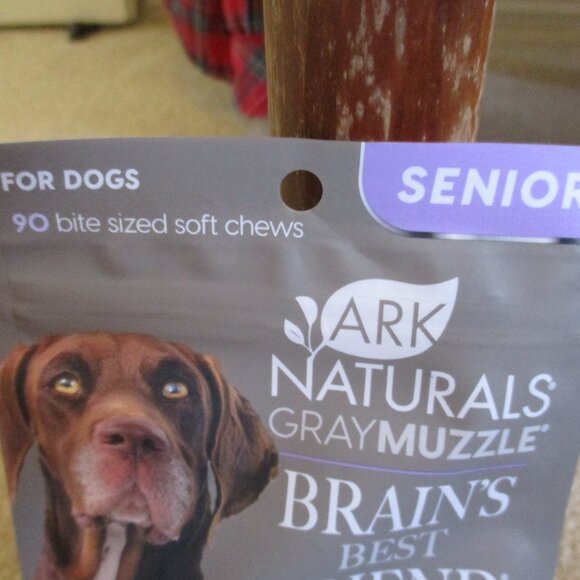 FOR DOGS
SENIOR
90 bite sized soft chews
ARK
NATURALS®
GRAYMUZZLE®
BRAIN'S
BEST